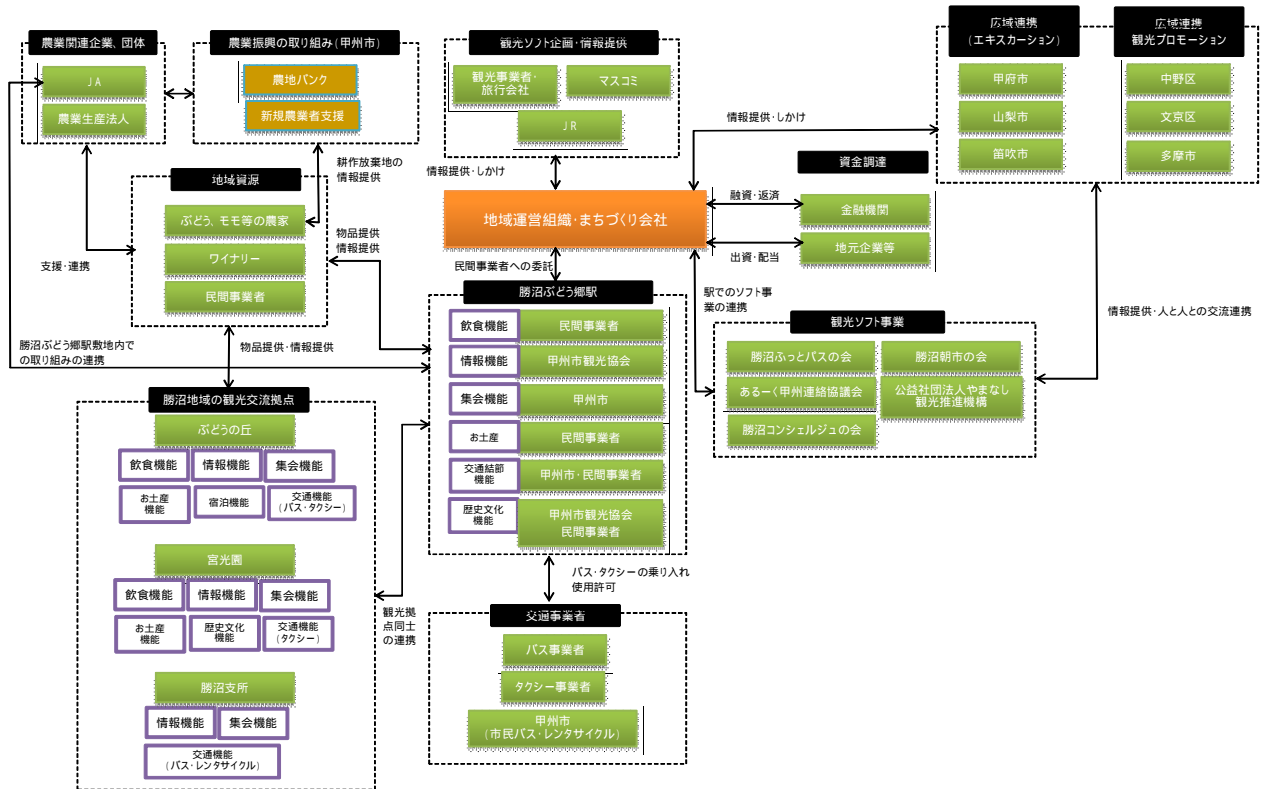 農業関連企業、団体
JA
農業生産法人
農業振興の取り組み(甲州市)
農地バンク
新規農業者支援
観光ソフト企画・情報提供
観光事業者・
旅行会社
マスコミ
JR
広域連携
(エキスカーション)
甲府市
山梨市
笛吹市
広域連携
観光プロモーション
中野区
文京区
多摩市
情報提供・しかけ
耕作放棄地の
情報提供
情報提供・しかけ
資金調達
融資・返済
金融機関
出資・配当
地元企業等
地域運営組織・まちづくり会社
地域資源
ぶどう、モモ等の農家
ワイナリー
民間事業者
支援・連携
物品提供
情報提供
民間事業者への委託
駅でのソフト事
業の連携
情報提供・人と人との交流連携
勝沼ぶどう郷駅敷地内で
の取り組みの連携
物品提供・情報提供
勝沼ぶどう郷駅
飲食機能
民間事業者
情報機能
甲州市観光協会
集会機能
甲州市
お土産
民間事業者
交通結節
機能
甲州市・民間事業者
歴史文化
機能
甲州市観光協会
民間事業者
観光ソフト事業
勝沼ふっとパスの会
勝沼朝市の会
あるーく甲州連絡協議会
公益社団法人やまなし
観光推進機構
勝沼コンシェルジュの会
勝沼地域の観光交流拠点
ぶどうの丘
飲食機能
情報機能
集会機能
お土産
機能
宿泊機能
交通機能
(バス・タクシー)
宮光園
飲食機能
情報機能
集会機能
お土産
機能
歴史文化
機能
交通機能
(タクシー)
勝沼支所
情報機能
集会機能
交通機能
(バス・レンタサイクル)
観光拠
点同士
の連携
バス・タクシーの乗り入れ
使用許可
交通事業者
バス事業者
タクシー事業者
甲州市
(市民バス・レンタサイクル)